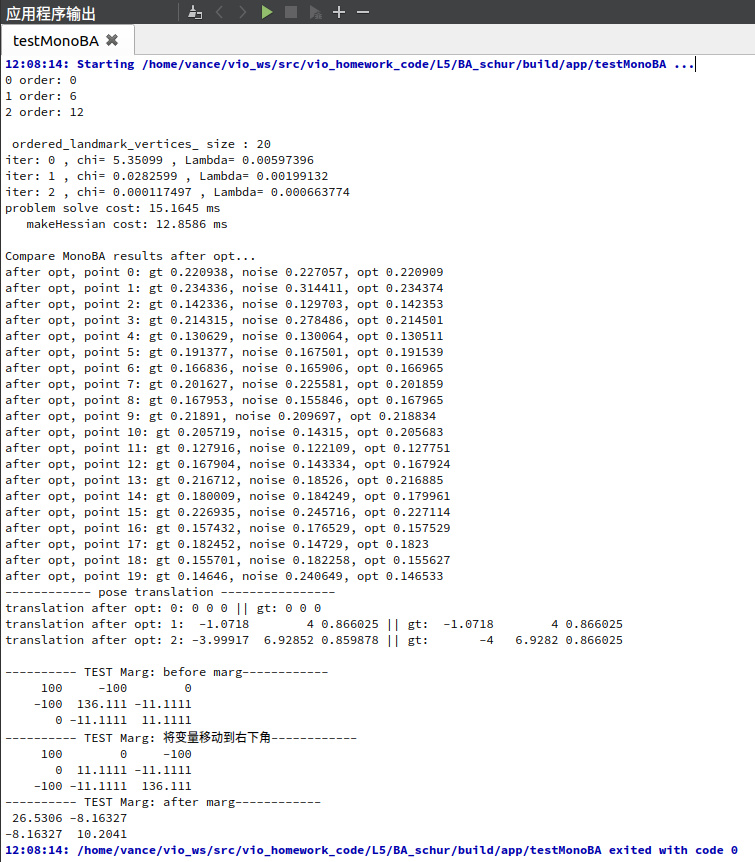 应用程序输出
testMonoBA
12:08:14: Starting /home/vance/vio_ws/src/vio_homework_code/L5/BA_schur/build/app/testMonoBA ...
0 order: 0
1 order: 6
2 order: 12
ordered_landmark_vertices_ size : 20
iter: 0 , chi= 5.35099 , Lambda= 0.00597396
iter: 1 , chi= 0.0282599 , Lambda= 0.00199132
iter: 2 , chi= 0.000117497 , Lambda= 0.000663774
problem solve cost: 15.1645 ms
makeHessian cost: 12.8586 ms
Compare MonoBA results after opt...
after opt, point 0: gt 0.220938, noise 0.227057, opt 0.220909
after opt, point 1: gt 0.234336, noise 0.314411, opt 0.234374
after opt, point 2: gt 0.142336, noise 0.129703, opt 0.142353
after opt, point 3: gt 0.214315, noise 0.278486, opt 0.214501
after opt, point 4: gt 0.130629, noise 0.130064, opt 0.130511
after opt, point 5: gt 0.191377, noise 0.167501, opt 0.191539
after opt, point 6: gt 0.166836, noise 0.165906, opt 0.166965
after opt, point 7: gt 0.201627, noise 0.225581, opt 0.201859
after opt, point 8: gt 0.167953, noise 0.155846, opt 0.167965
after opt, point 9: gt 0.21891, noise 0.209697, opt 0.218834
after opt, point 10: gt 0.205719, noise 0.14315, opt 0.205683
after opt, point 11: gt 0.127916, noise 0.122109, opt 0.127751
after opt, point 12: gt 0.167904, noise 0.143334, opt 0.167924
after opt, point 13: gt 0.216712, noise 0.18526, opt 0.216885
after opt, point 14: gt 0.180009, noise 0.184249, opt 0.179961
after opt, point 15: gt 0.226935, noise 0.245716, opt 0.227114
after opt, point 16: gt 0.157432, noise 0.176529, opt 0.157529
after opt, point 17: gt 0.182452, noise 0.14729, opt 0.1823
after opt, point 18: gt 0.155701, noise 0.182258, opt 0.155627
after opt, point 19: gt 0.14646, noise 0.240649, opt 0.146533
------------ pose translation ----------------
translation after opt: 0: 0 0 0 || gt: 0 0 0
translation after opt: 1:  -1.0718        4 0.866025 || gt:  -1.0718        4 0.866025
translation after opt: 2: -3.99917  6.92852 0.859878 || gt:       -4   6.9282 0.866025
---------- TEST Marg: before marg------------
100     -100        0
-100  136.111 -11.1111
0 -11.1111  11.1111
---------- TEST Marg: 将变量移动到右下角------------
100        0     -100
0  11.1111 -11.1111
-100 -11.1111  136.111
---------- TEST Marg: after marg------------
26.5306 -8.16327
-8.16327  10.2041
12:08:14: /home/vance/vio_ws/src/vio_homework_code/L5/BA_schur/build/app/testMonoBA exited with code 0